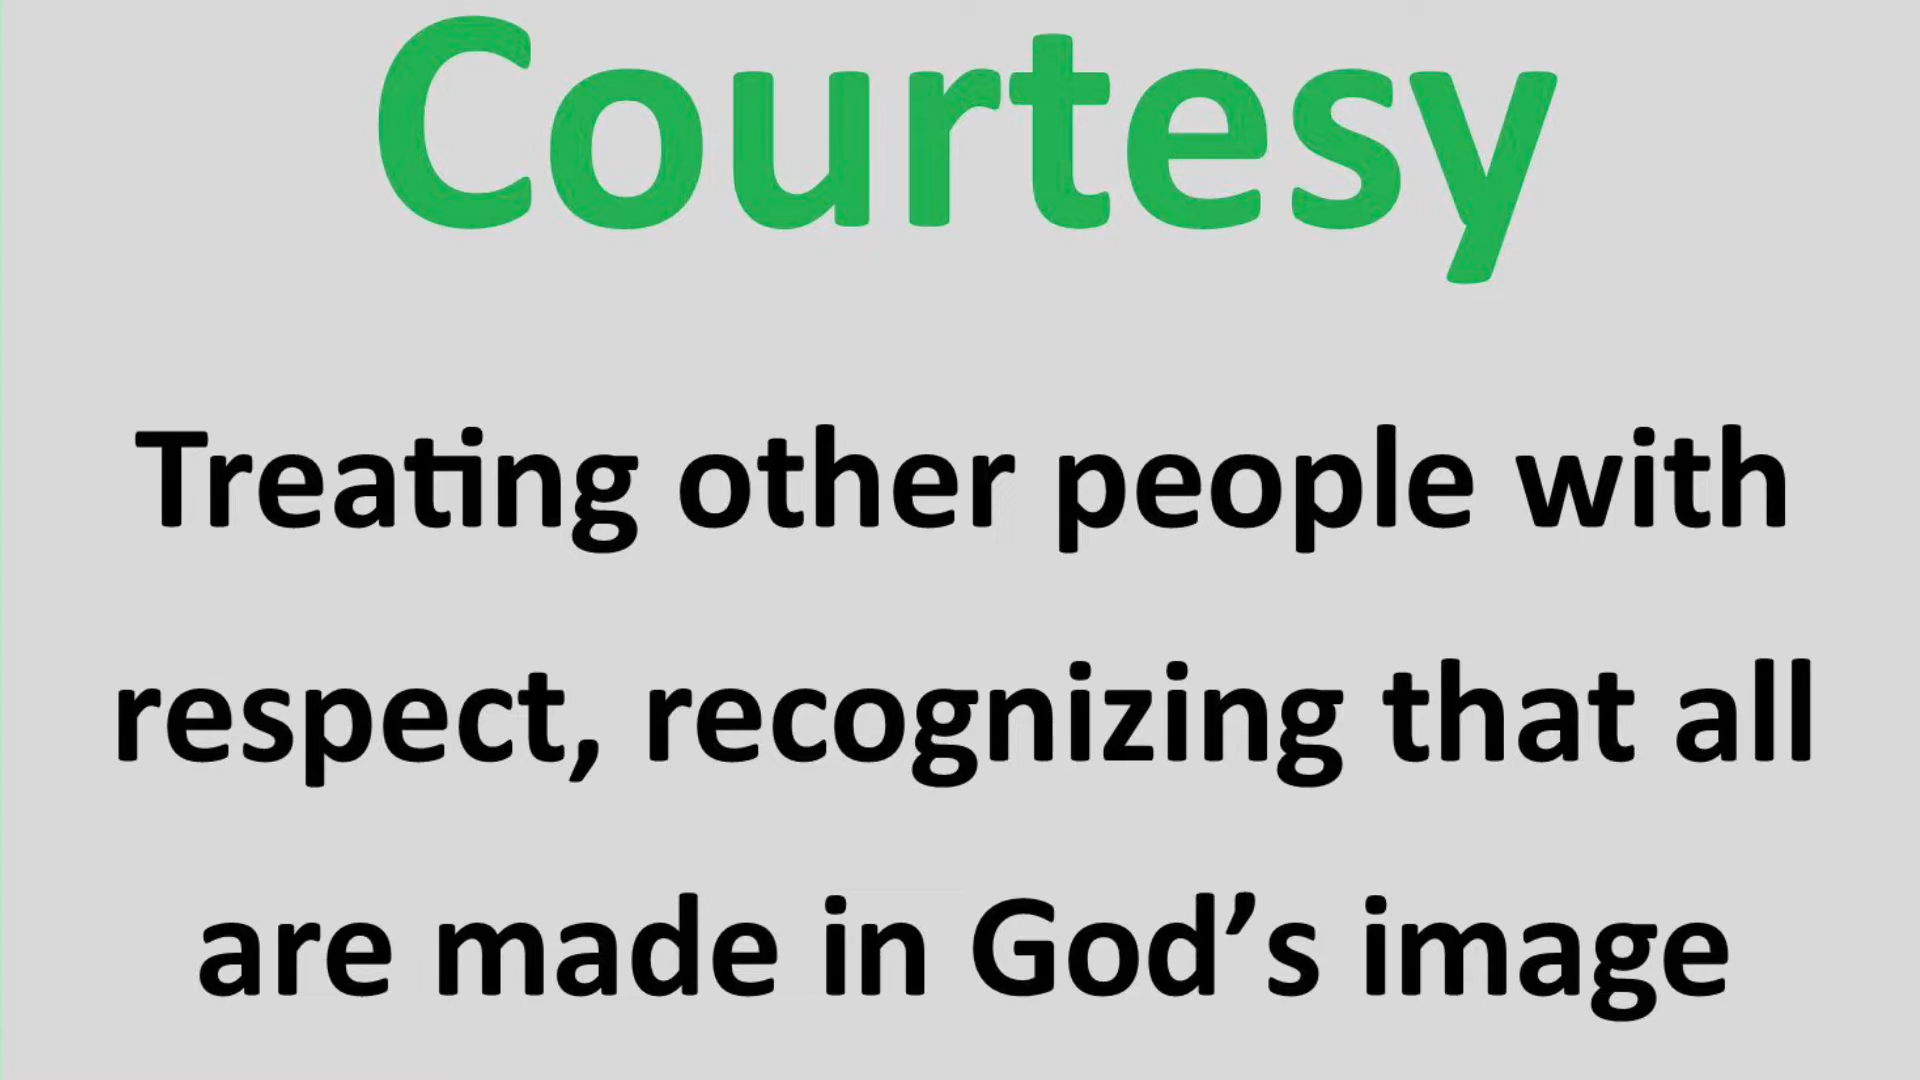 Courtesy
Treating other people with
respect, recognizing that all
are made in God’s image